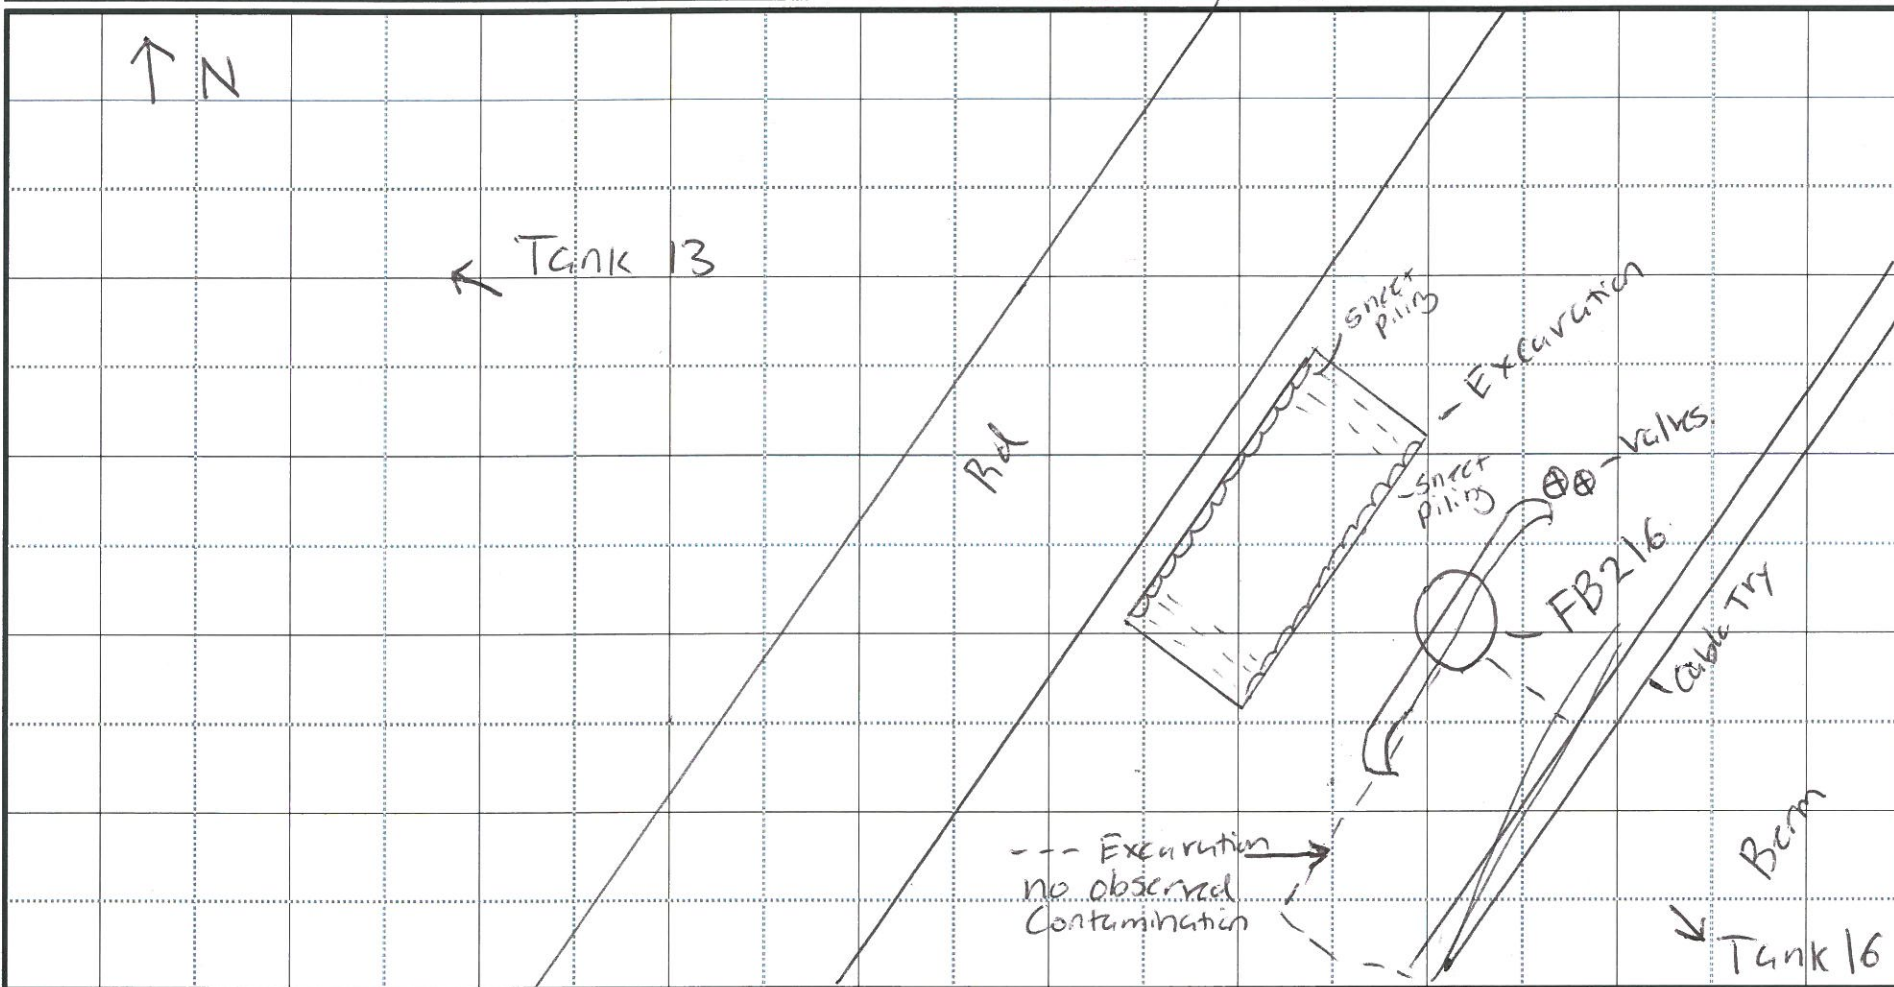 N
Tank 13
sheet
piling
- Excavation
Rd
- valves
- sheet
piling
- FB216
Cable Try
--- Excavation
no observed
Contamination
Berm
Tank 16